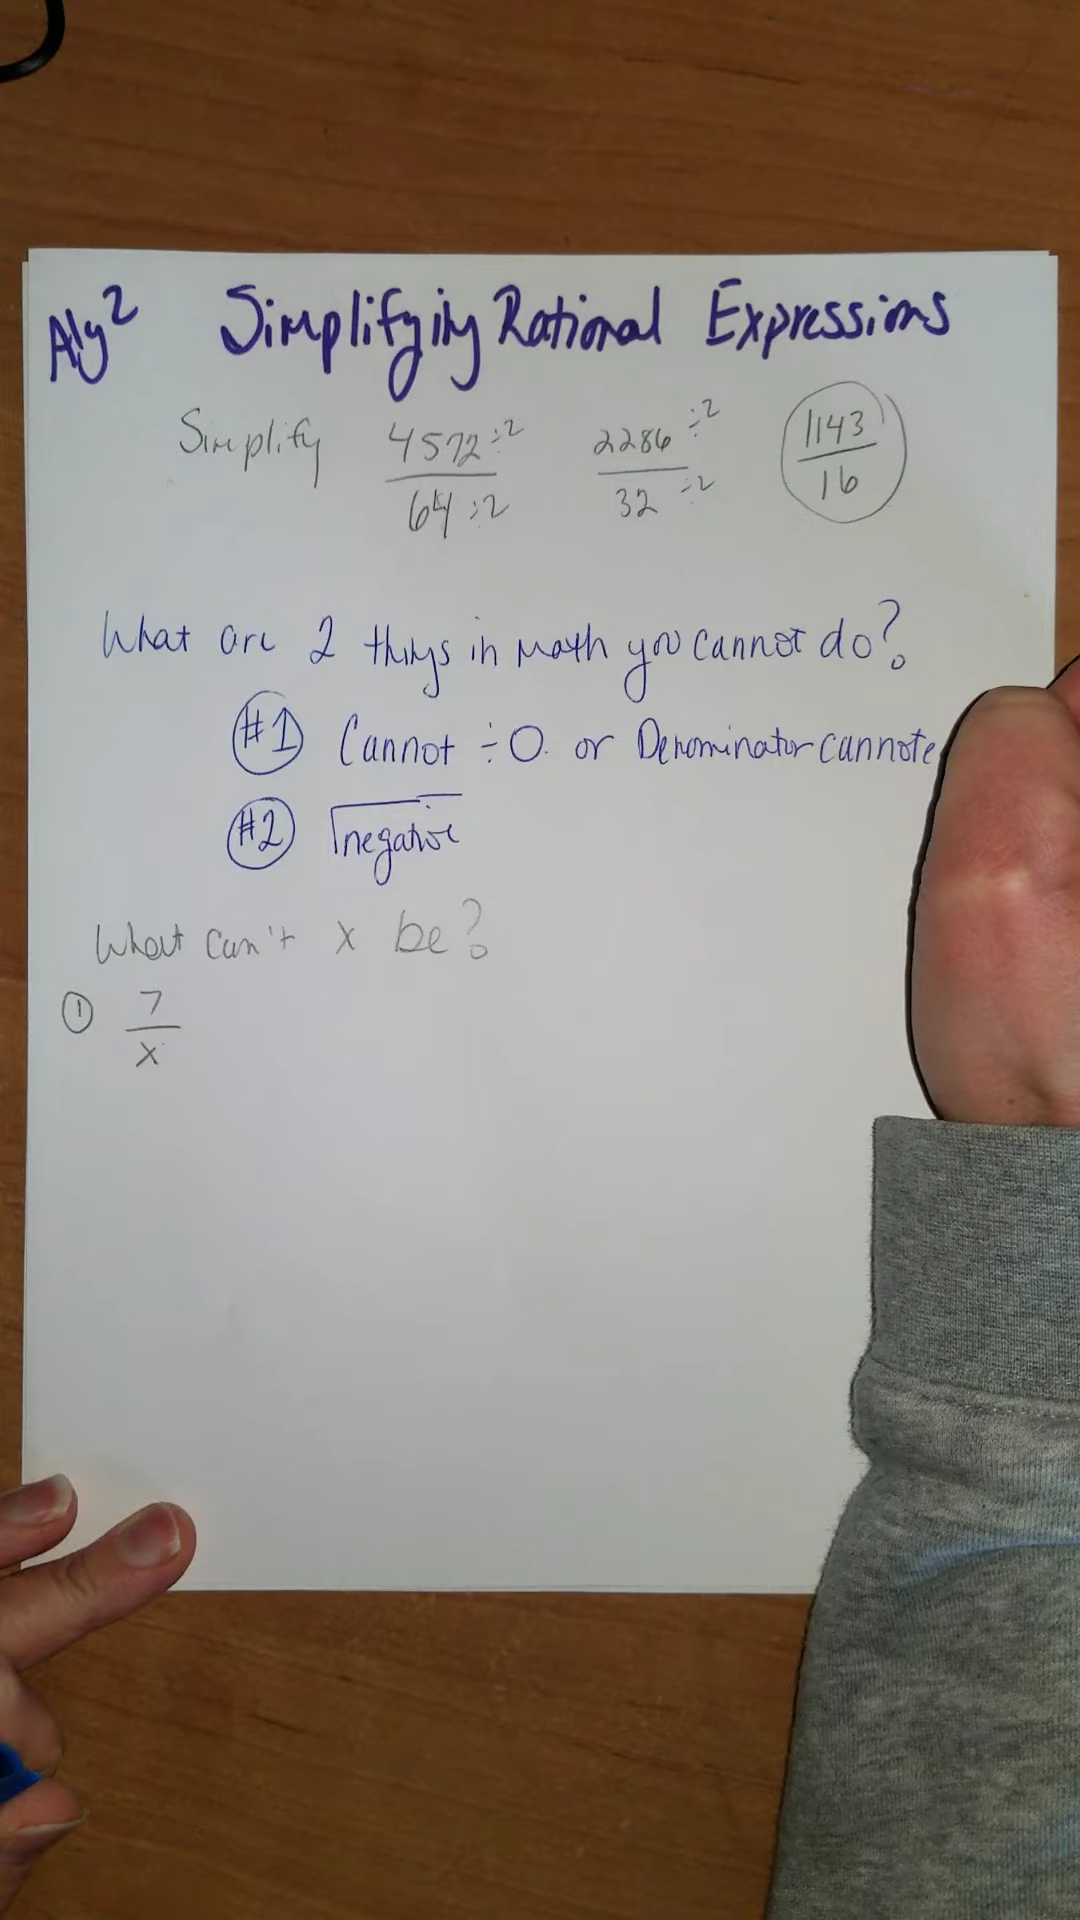 Alg² Simplifying Rational Expressions
Simplify 4572÷2/64÷2 2286÷2/32÷2 1143/16
What are 2 things in math you cannot do?
#1 Cannot ÷0. or Denominator cannot
#2 √negative
What can't x be?
① 7/x